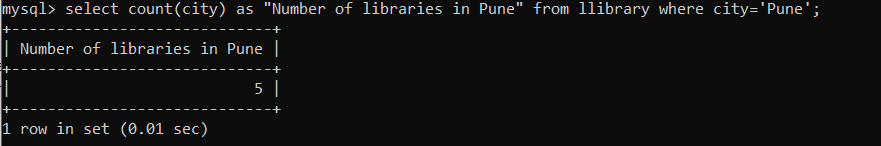 mysql> select count(city) as "Number of libraries in Pune" from llibrary where city='Pune';
+-----------------------------+
| Number of libraries in Pune |
+-----------------------------+
|                           5 |
+-----------------------------+
1 row in set (0.01 sec)